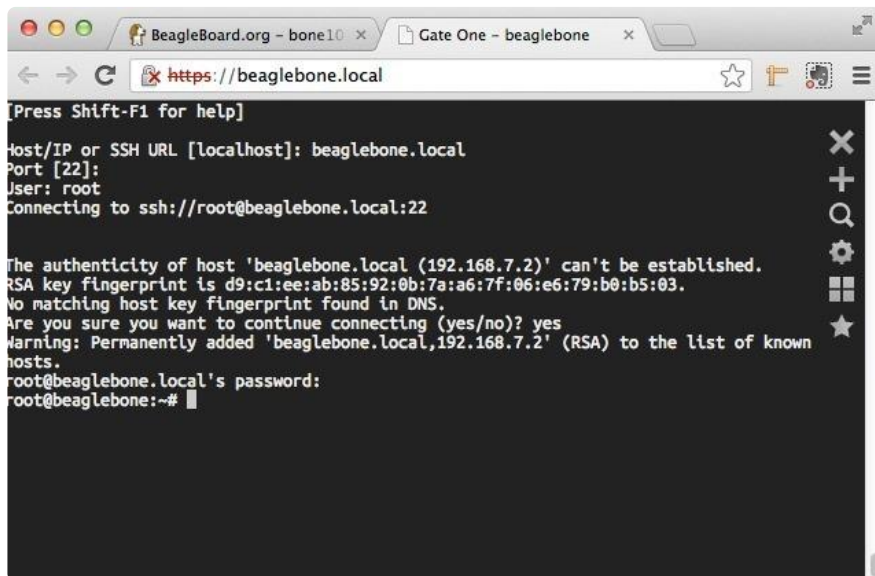 BeagleBoard.org - bone10
Gate One - beaglebone
https://beaglebone.local
[Press Shift-F1 for help]
Host/IP or SSH URL [localhost]: beaglebone.local
Port [22]:
User: root
Connecting to ssh://root@beaglebone.local:22
The authenticity of host 'beaglebone.local (192.168.7.2)' can't be established.
RSA key fingerprint is d9:c1:ee:ab:85:92:0b:7a:a6:7f:06:e6:79:b0:b5:03.
No matching host key fingerprint found in DNS.
Are you sure you want to continue connecting (yes/no)? yes
Warning: Permanently added 'beaglebone.local,192.168.7.2' (RSA) to the list of known
hosts.
root@beaglebone.local's password:
root@beaglebone:~#